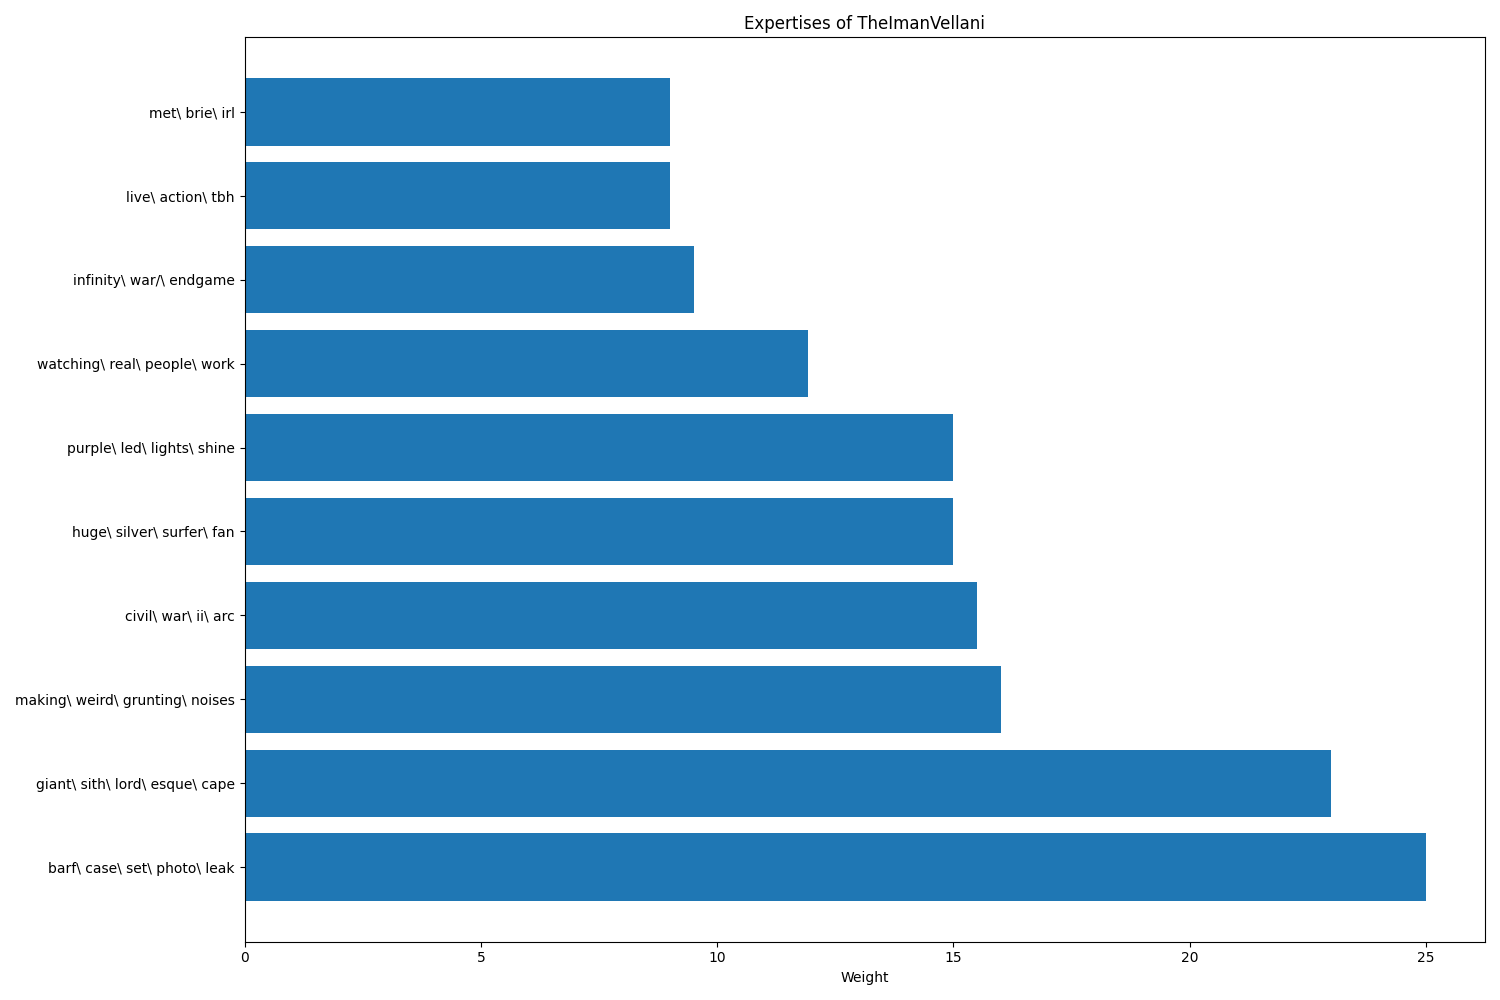 Expertises of TheImanVellani
met\ brie\ irl
live\ action\ tbh
infinity\ war/\ endgame
watching\ real\ people\ work
purple\ led\ lights\ shine
huge\ silver\ surfer\ fan
civil\ war\ ii\ arc
making\ weird\ grunting\ noises
giant\ sith\ lord\ esque\ cape
barf\ case\ set\ photo\ leak
0 5 10 15 20 25
Weight